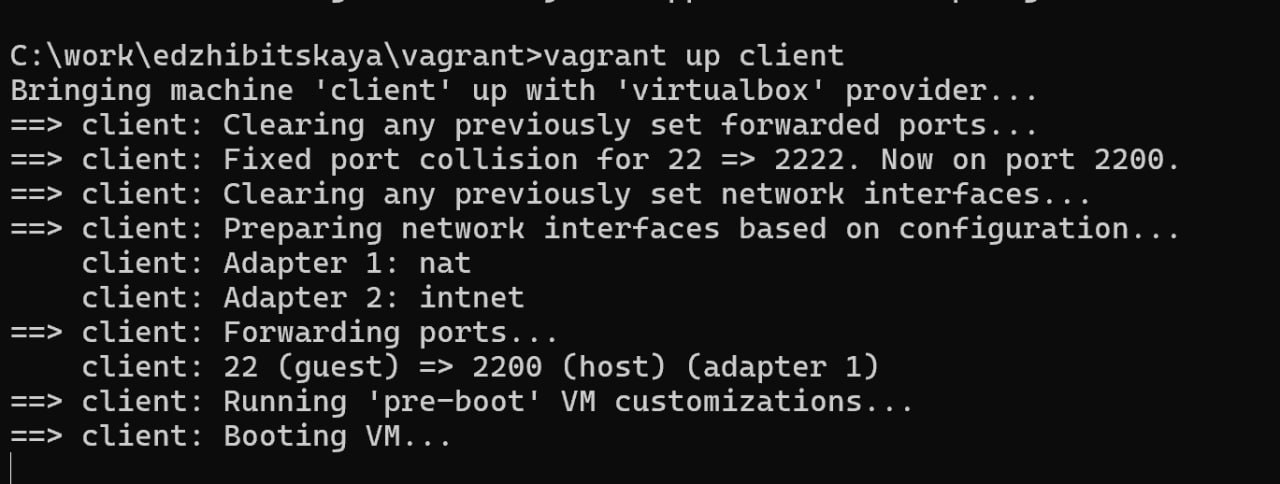 C:\work\edzhibitskaya\vagrant>vagrant up client
Bringing machine 'client' up with 'virtualbox' provider...
==> client: Clearing any previously set forwarded ports...
==> client: Fixed port collision for 22 => 2222. Now on port 2200.
==> client: Clearing any previously set network interfaces...
==> client: Preparing network interfaces based on configuration...
    client: Adapter 1: nat
    client: Adapter 2: intnet
==> client: Forwarding ports...
    client: 22 (guest) => 2200 (host) (adapter 1)
==> client: Running 'pre-boot' VM customizations...
==> client: Booting VM...